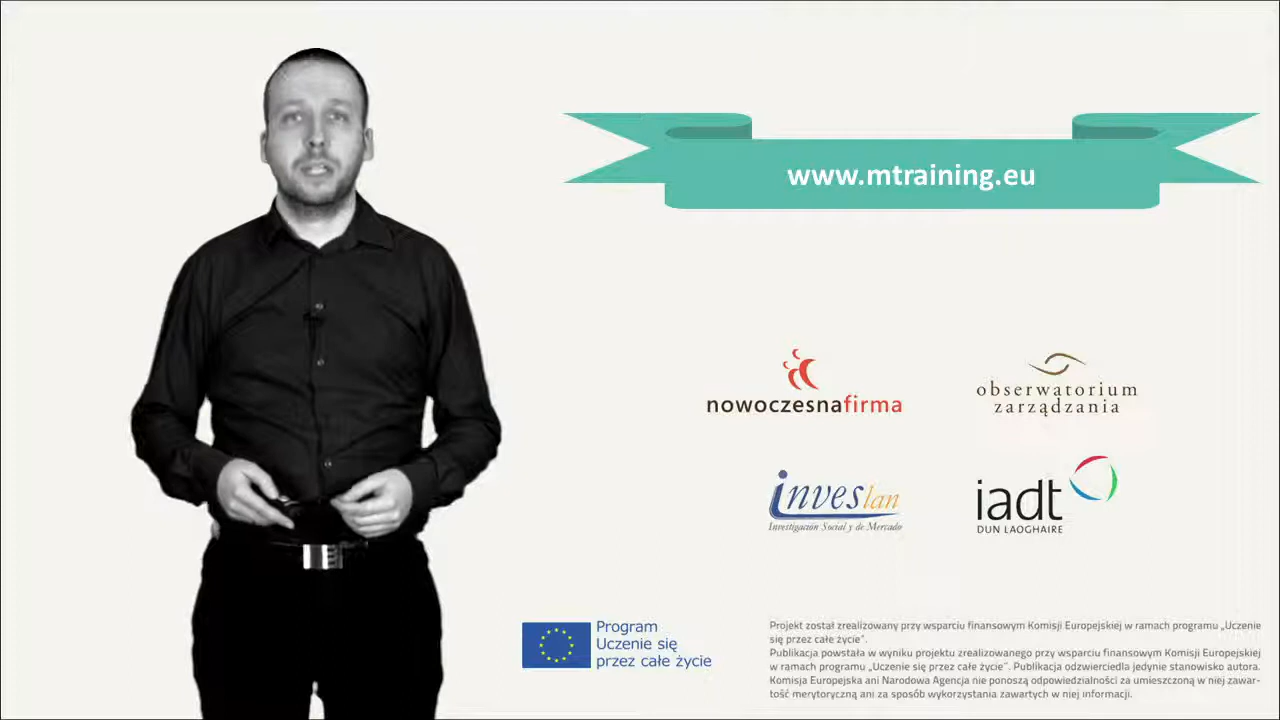 www.mtraining.eu
nowoczesnafirma
obserwatorium
zarządzania
inveslan
Investigación Social y de Mercado
iadt
DUN LAOGHAIRE
Program
Uczenie się
przez całe życie
Projekt został zrealizowany przy wsparciu finansowym Komisji Europejskiej w ramach programu „Uczenie
się przez całe życie”.
Publikacja powstała w wyniku projektu zrealizowanego przy wsparciu finansowym Komisji Europejskiej
w ramach programu „Uczenie się przez całe życie”. Publikacja odzwierciedla jedynie stanowisko autora.
Komisja Europejska ani Narodowa Agencja nie ponoszą odpowiedzialności za umieszczoną w niej zawar-
tość merytoryczną ani za sposób wykorzystania zawartych w niej informacji.